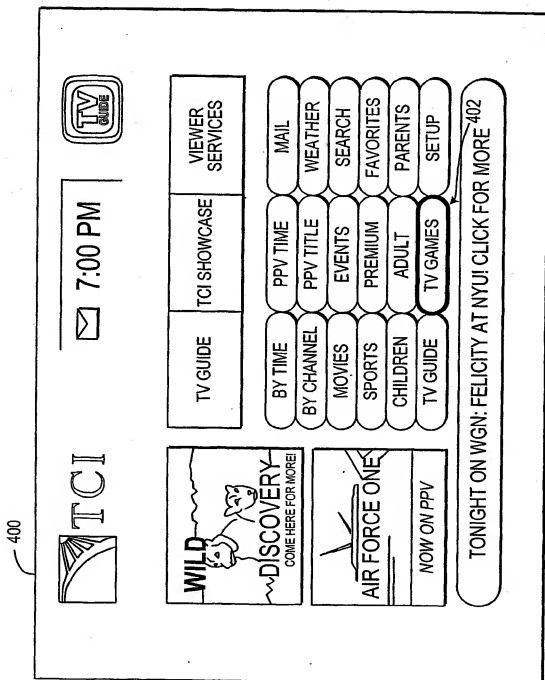 400
TCI
7:00 PM
TV
GUIDE
WILD
DISCOVERY
COME HERE FOR MORE!
AIR FORCE ONE
NOW ON PPV
TV GUIDE
TCI SHOWCASE
VIEWER
SERVICES
BY TIME
PPV TIME
MAIL
BY CHANNEL
PPV TITLE
WEATHER
MOVIES
EVENTS
SEARCH
SPORTS
PREMIUM
FAVORITES
CHILDREN
ADULT
PARENTS
TV GUIDE
TV GAMES
SETUP
402
TONIGHT ON WGN: FELICITY AT NYU! CLICK FOR MORE